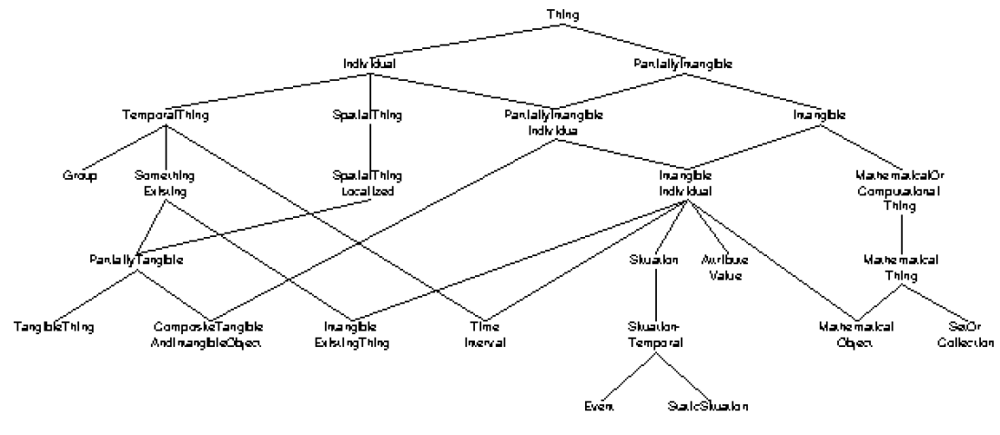 Thing
Individual
PartiallyIntangible
TemporalThing
SpatialThing
PartiallyIntangible
Individual
Intangible
Group
Something
Existing
SpatialThing
Localized
Intangible
Individual
MathematicalOr
Computational
Thing
PartiallyTangible
Situation
Attribute
Value
Mathematical
Thing
TangibleThing
CompositeTangible
AndIntangibleObject
Intangible
ExistingThing
Time
Interval
Situation-
Temporal
Mathematical
Object
SetOr
Collection
Event
StaticSituation